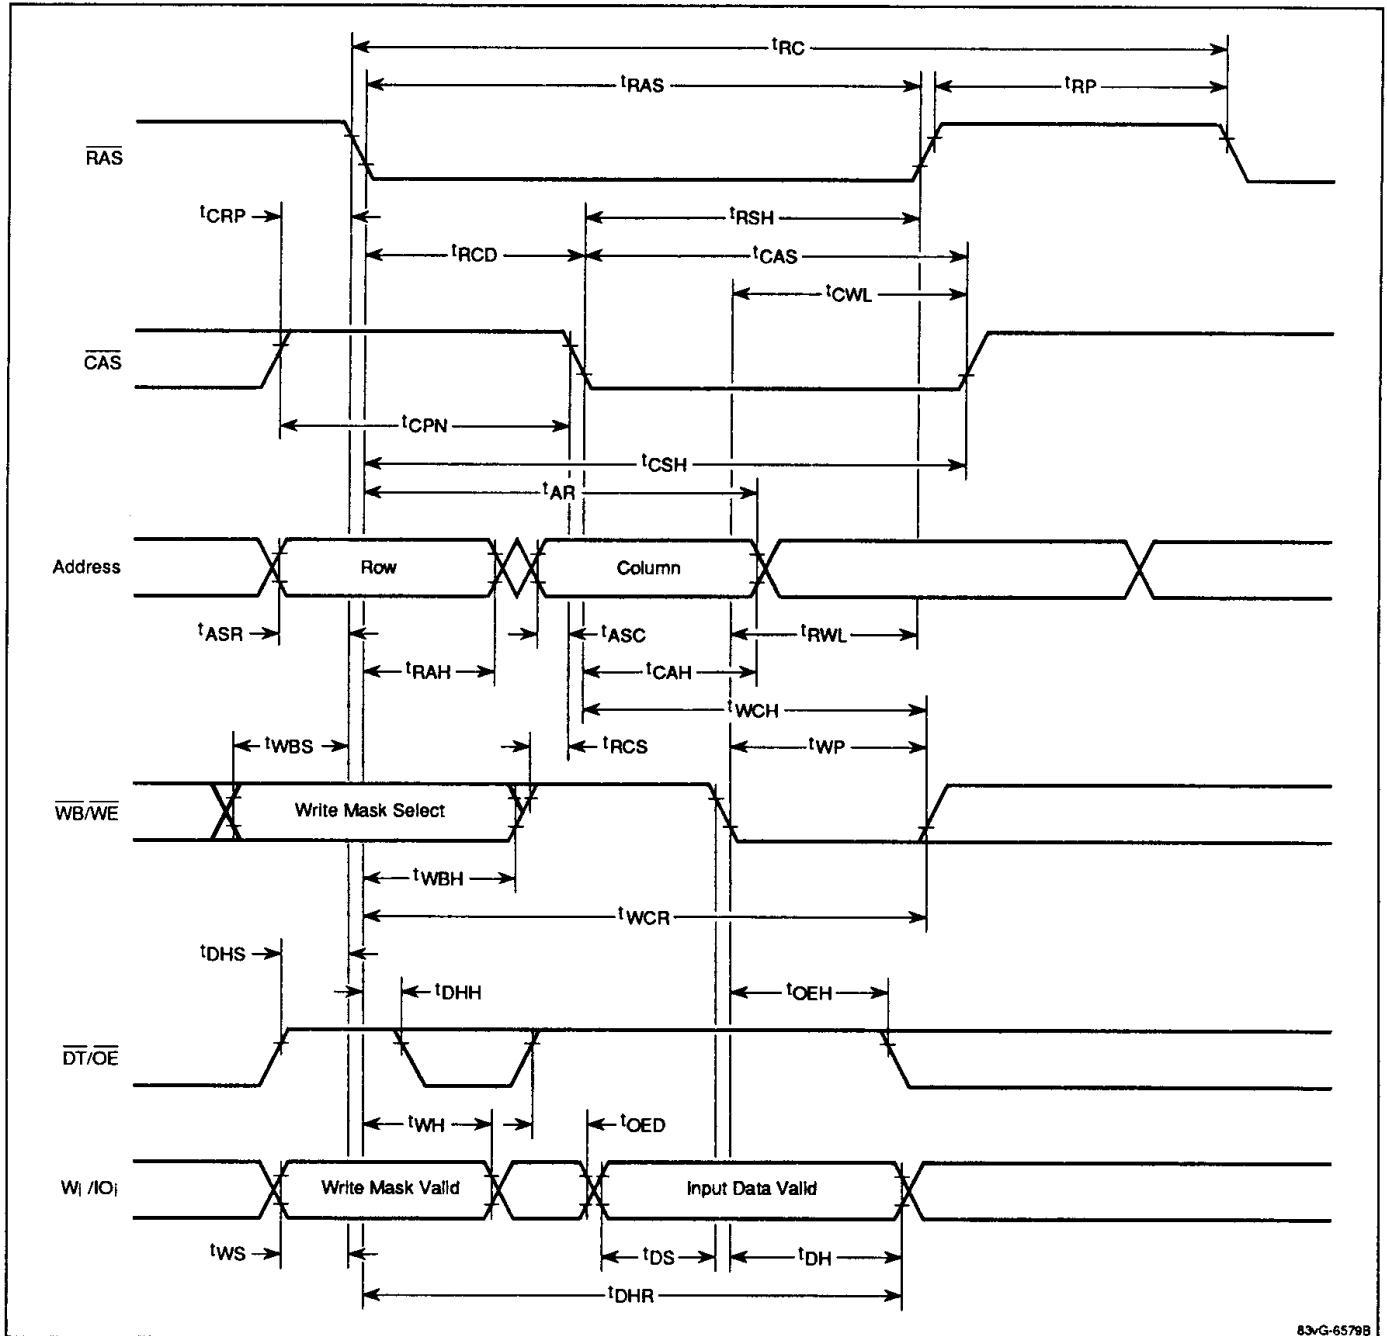 tRC
tRAS
tRP
RAS
tCRP
tRSH
tRCD
tCAS
tCWL
CAS
tCPN
tCSH
tAR
Address
Row
Column
tASR
tASC
tRWL
tRAH
tCAH
tWCH
tWBS
tRCS
tWP
WB/WE
Write Mask Select
tWBH
tWCR
tDHS
tDHH
tOEH
DT/OE
tWH
tOED
Wi /IOi
Write Mask Valid
Input Data Valid
tWS
tDS
tDH
tDHR
83vG-6579B